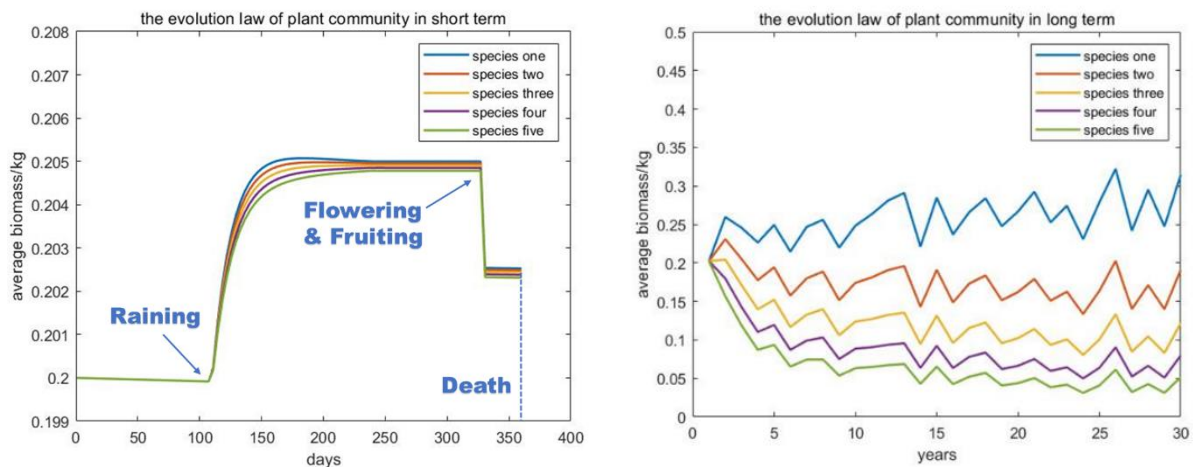 the evolution law of plant community in short term
0.208
0.207
0.206
0.205
0.204
0.203
0.202
0.201
0.2
0.199
average biomass/kg
species one
species two
species three
species four
species five
Flowering
& Fruiting
Raining
Death
0
50
100
150
200
250
300
350
400
days
the evolution law of plant community in long term
0.5
0.45
0.4
0.35
0.3
0.25
0.2
0.15
0.1
0.05
0
average biomass/kg
species one
species two
species three
species four
species five
0
5
10
15
20
25
30
years